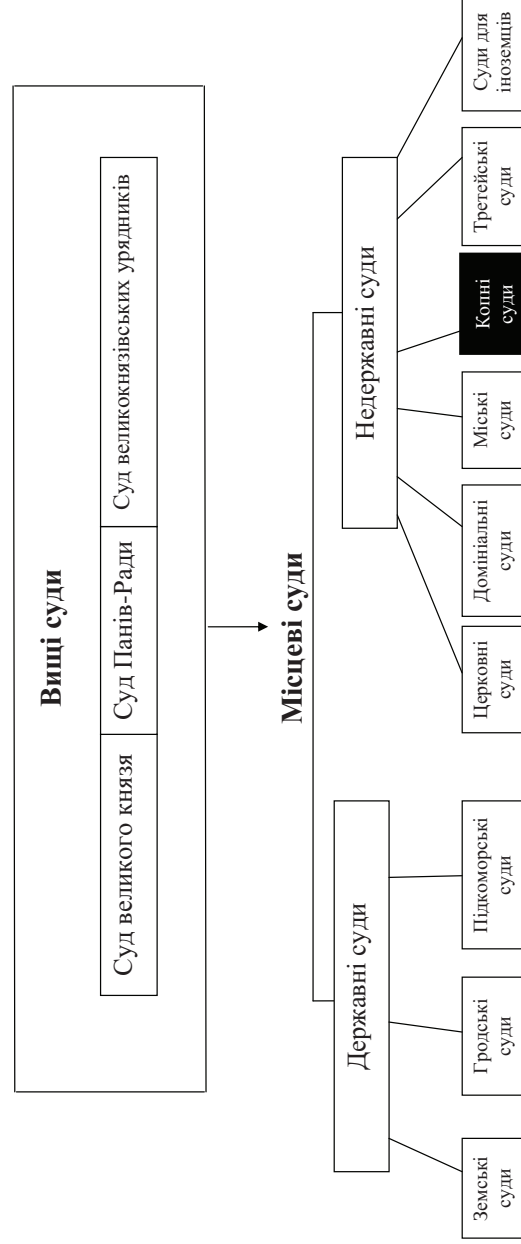 Вищі суди
Суд великого князя
Суд Панів-Ради
Суд великокнязівських урядників
Місцеві суди
Державні суди
Недержавні суди
Земські
суди
Гродські
суди
Підкоморські
суди
Церковні
суди
Домініальні
суди
Міські
суди
Копні
суди
Третейські
суди
Суди для
іноземців